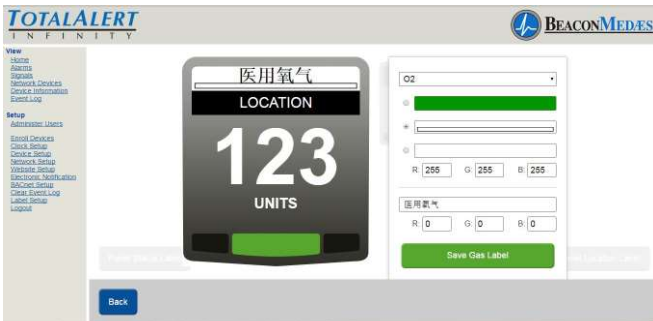 TOTALALERT
INFINITY
BEACONMEDÆS
View
Home
Alarms
Signals
Network Devices
Device Information
Event Log
Setup
Administer Users
Enroll Devices
Clock Setup
Device Setup
Network Setup
Website Setup
Electronic Notification
BACnet Setup
Clear Event Log
Label Setup
Logout
医用氧气
LOCATION
123
UNITS
O2
R: 255 G: 255 B: 255
医用氧气
R: 0 G: 0 B: 0
Save Gas Label
Back